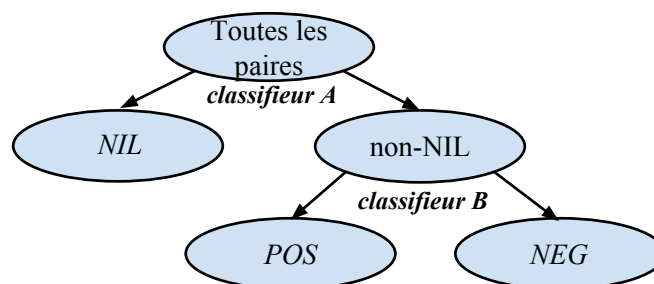 Toutes les
paires
classifieur A
NIL
non-NIL
classifieur B
POS
NEG